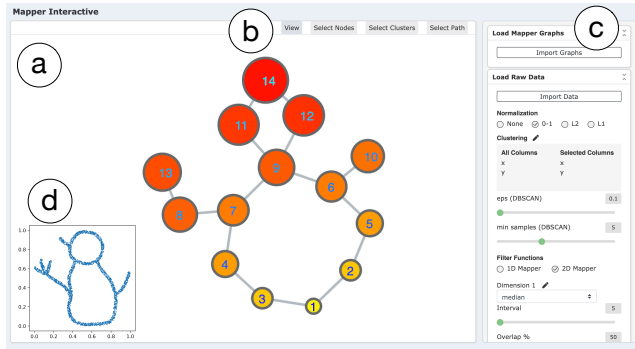 Mapper Interactive
View Select Nodes Select Clusters Select Path
a
b
c
d
14
11
12
9
10
13
8
7
6
5
4
3
2
1
1.0
0.8
0.6
0.4
0.2
0.0
0.0 0.2 0.4 0.6 0.8 1.0
Load Mapper Graphs
Import Graphs
Load Raw Data
Import Data
Normalization
None 0-1 L2 L1
Clustering
All Columns Selected Columns
x x
y y
eps (DBSCAN) 0.1
min samples (DBSCAN) 5
Filter Functions
1D Mapper 2D Mapper
Dimension 1
median
Interval 5
Overlap % 50